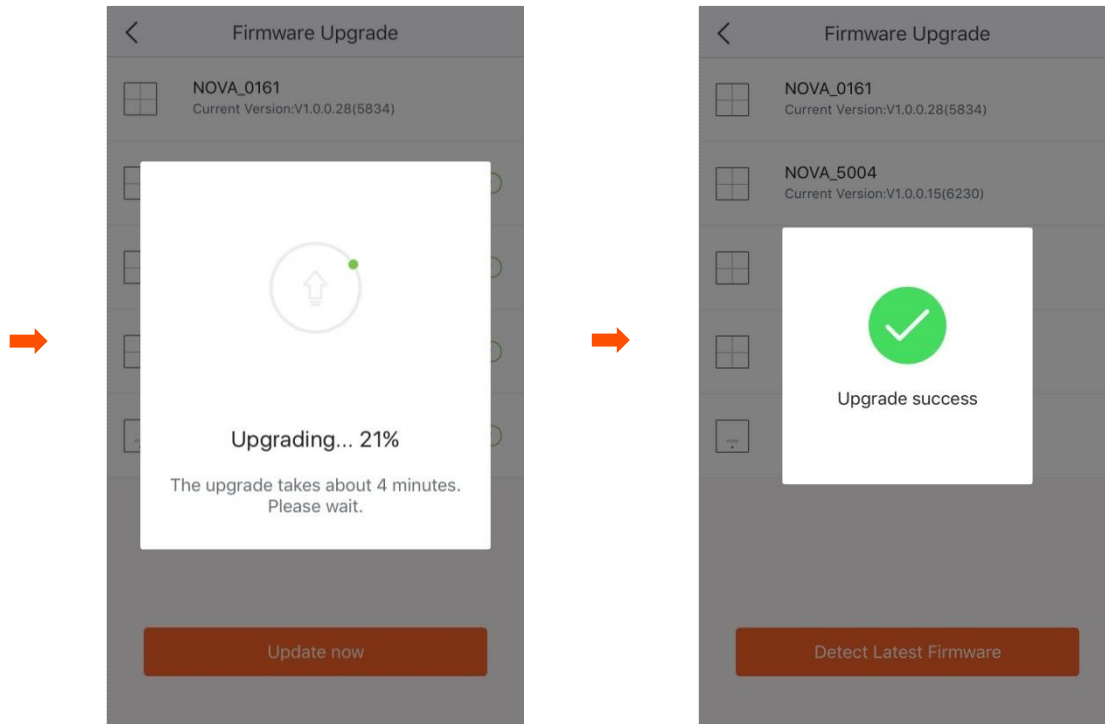 Firmware Upgrade
NOVA_0161
Current Version:V1.0.0.28(5834)
Upgrading... 21%
The upgrade takes about 4 minutes.
Please wait.
Update now
Firmware Upgrade
NOVA_0161
Current Version:V1.0.0.28(5834)
NOVA_5004
Current Version:V1.0.0.15(6230)
Upgrade success
Detect Latest Firmware